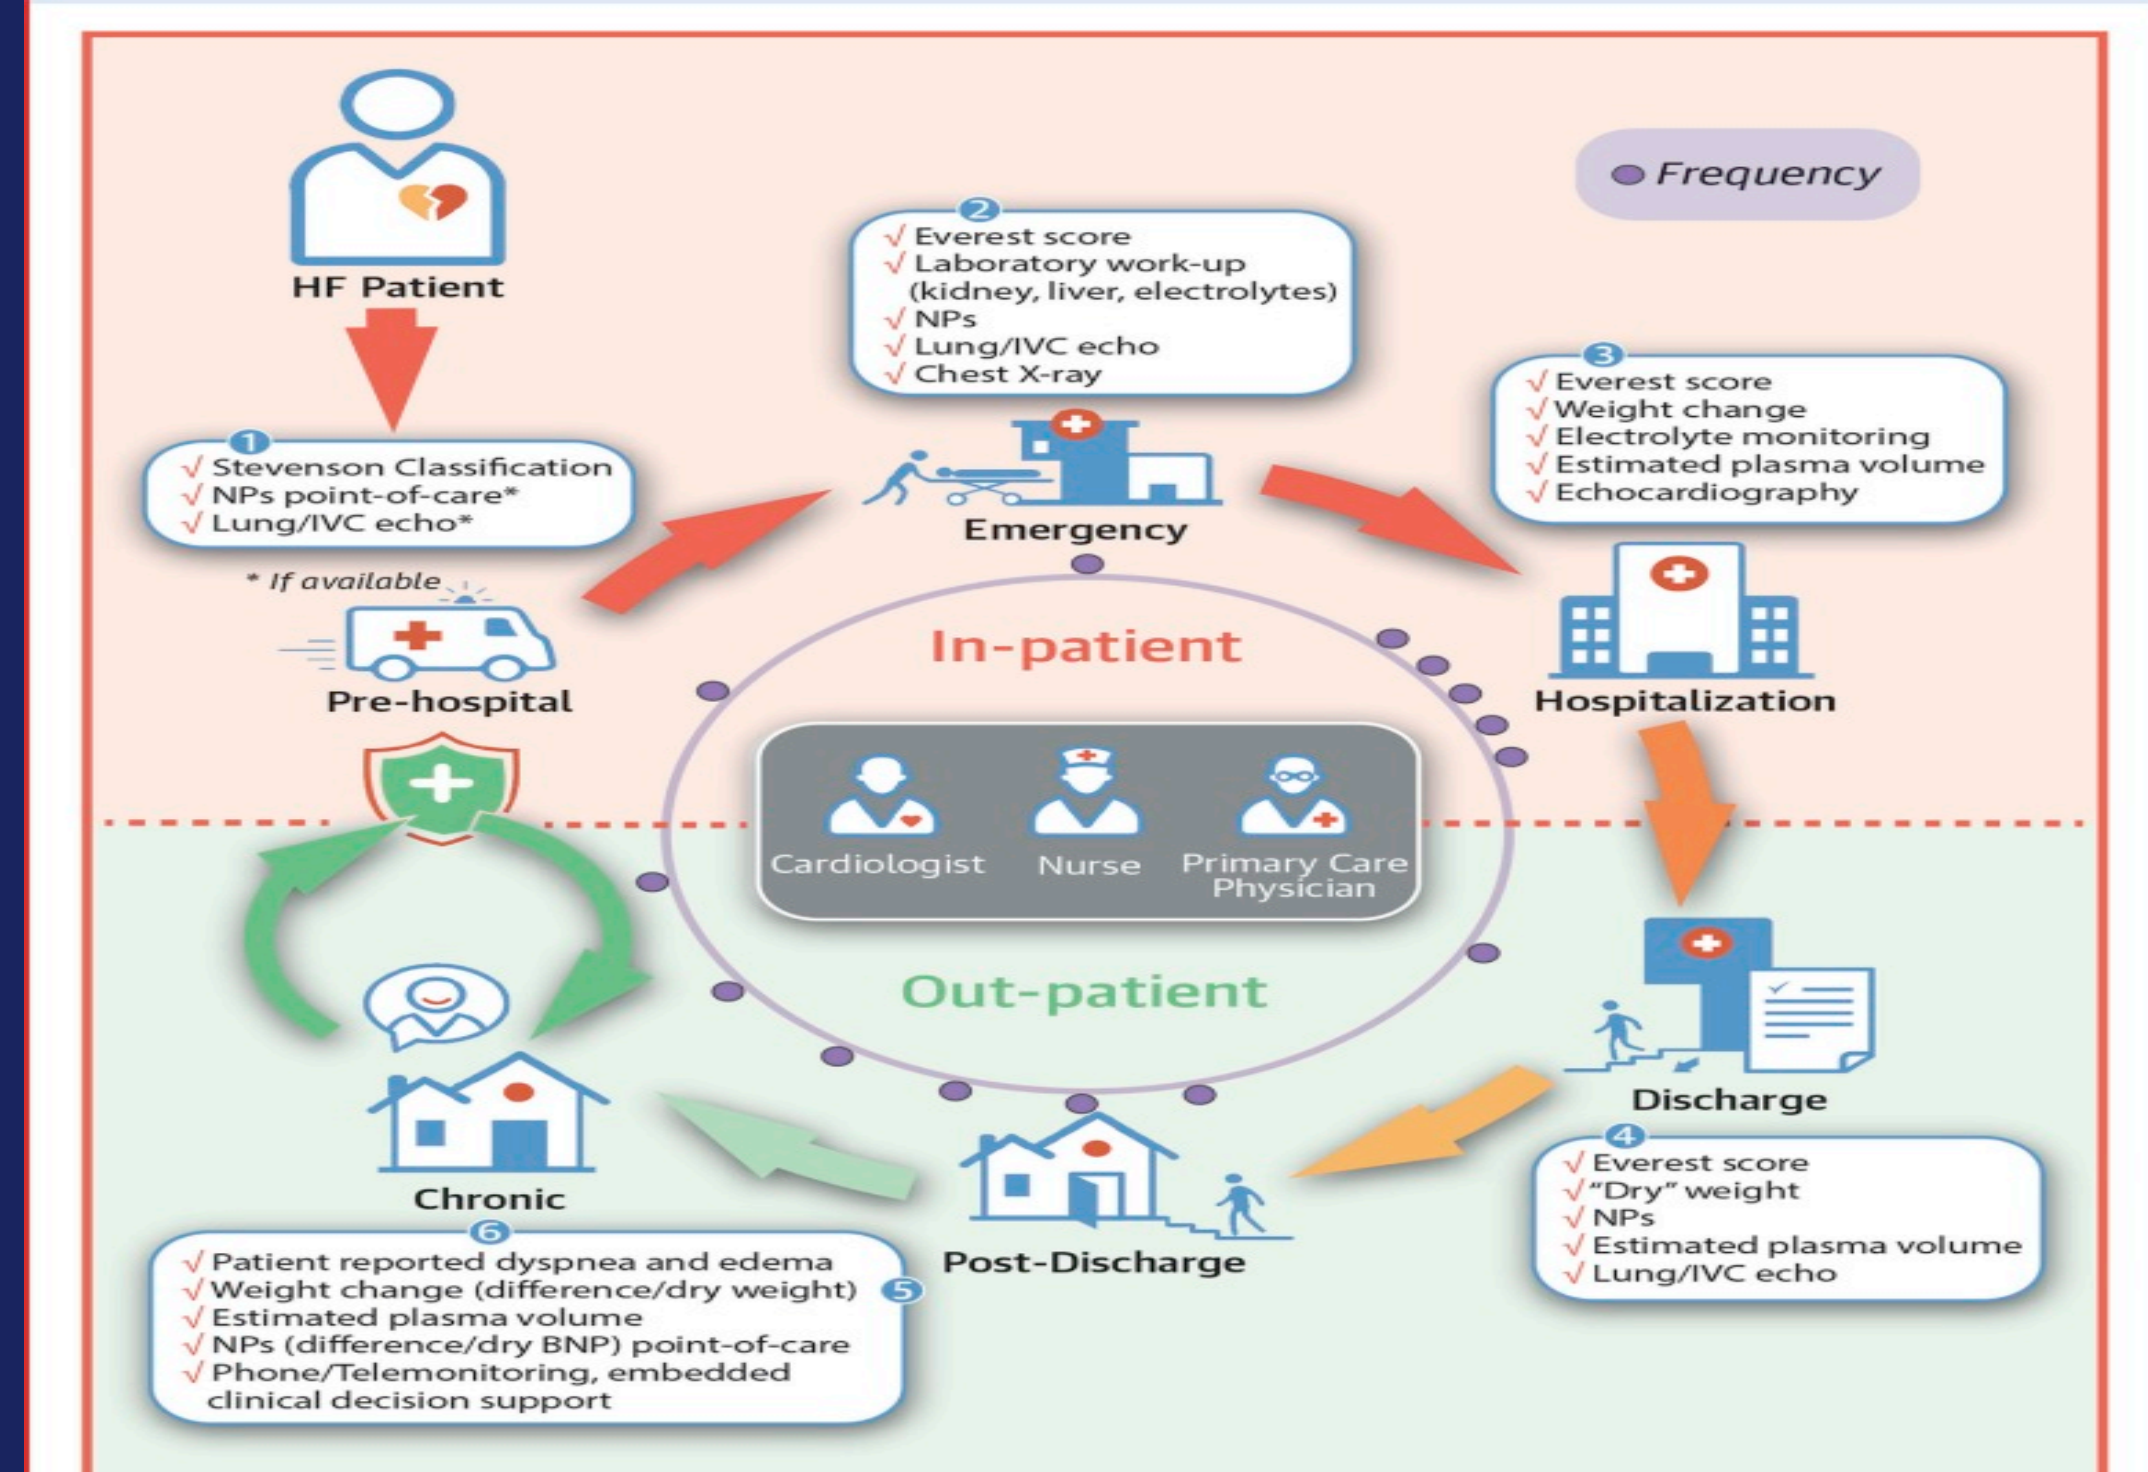 HF Patient
Frequency
1
√ Stevenson Classification
√ NPs point-of-care*
√ Lung/IVC echo*
* If available
Pre-hospital
2
√ Everest score
√ Laboratory work-up
(kidney, liver, electrolytes)
√ NPs
√ Lung/IVC echo
√ Chest X-ray
Emergency
3
√ Everest score
√ Weight change
√ Electrolyte monitoring
√ Estimated plasma volume
√ Echocardiography
Hospitalization
In-patient
Cardiologist
Nurse
Primary Care
Physician
Out-patient
Discharge
4
√ Everest score
√ "Dry" weight
√ NPs
√ Estimated plasma volume
√ Lung/IVC echo
Post-Discharge
5
Chronic
6
√ Patient reported dyspnea and edema
√ Weight change (difference/dry weight)
√ Estimated plasma volume
√ NPs (difference/dry BNP) point-of-care
√ Phone/Telemonitoring, embedded
clinical decision support